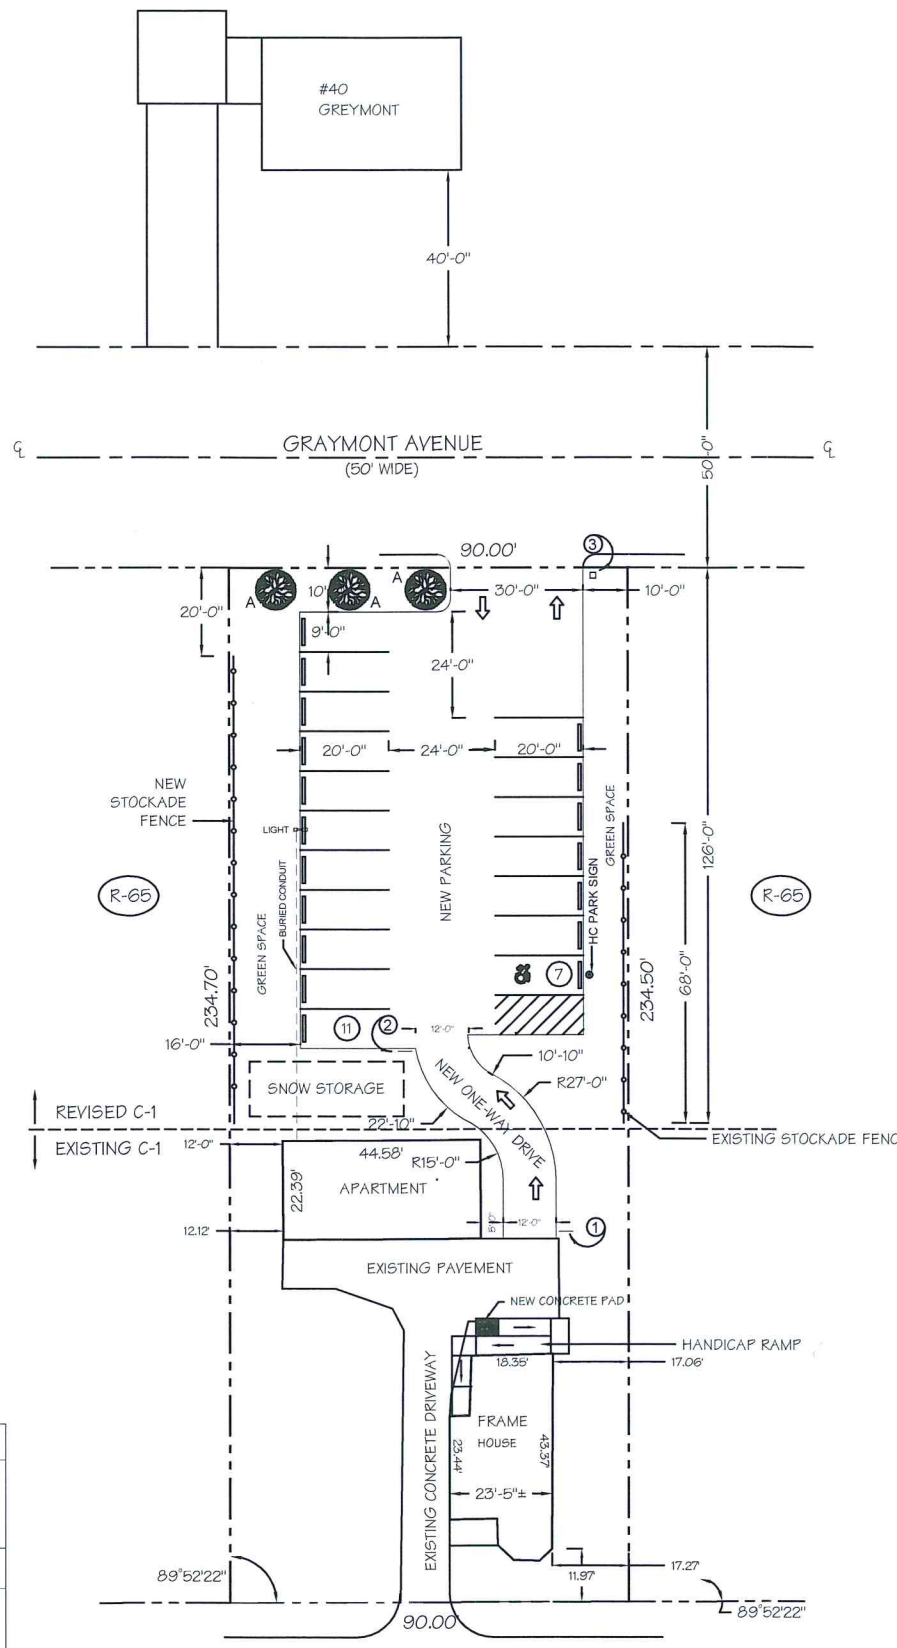 #40
GREYMONT
40'-0"
GRAYMONT AVENUE
(50' WIDE)
50'-0"
90.00'
3
A
A
A
10'
30'-0"
10'-0"
20'-0"
9'-0"
24'-0"
20'-0"
24'-0"
20'-0"
NEW
STOCKADE
FENCE
LIGHT
BURIED CONDUIT
GREEN SPACE
NEW PARKING
GREEN SPACE
HC PARK SIGN
126'-0"
68'-0"
R-65
R-65
234.70'
234.50'
7
11
2
12'-0"
16'-0"
10'-10"
R27'-0"
SNOW STORAGE
NEW ONE-WAY DRIVE
22'-10"
REVISED C-1
EXISTING C-1
EXISTING STOCKADE FENC
12'-0"
44.58'
R15'-0"
22.39'
APARTMENT
12.12'
5'-0"
12'-0"
1
EXISTING PAVEMENT
NEW CONCRETE PAD
HANDICAP RAMP
18.35'
17.06'
EXISTING CONCRETE DRIVEWAY
FRAME
HOUSE
23.44'
43.37'
23'-5"±
11.97'
17.27'
89°52'22"
89°52'22"
90.00'